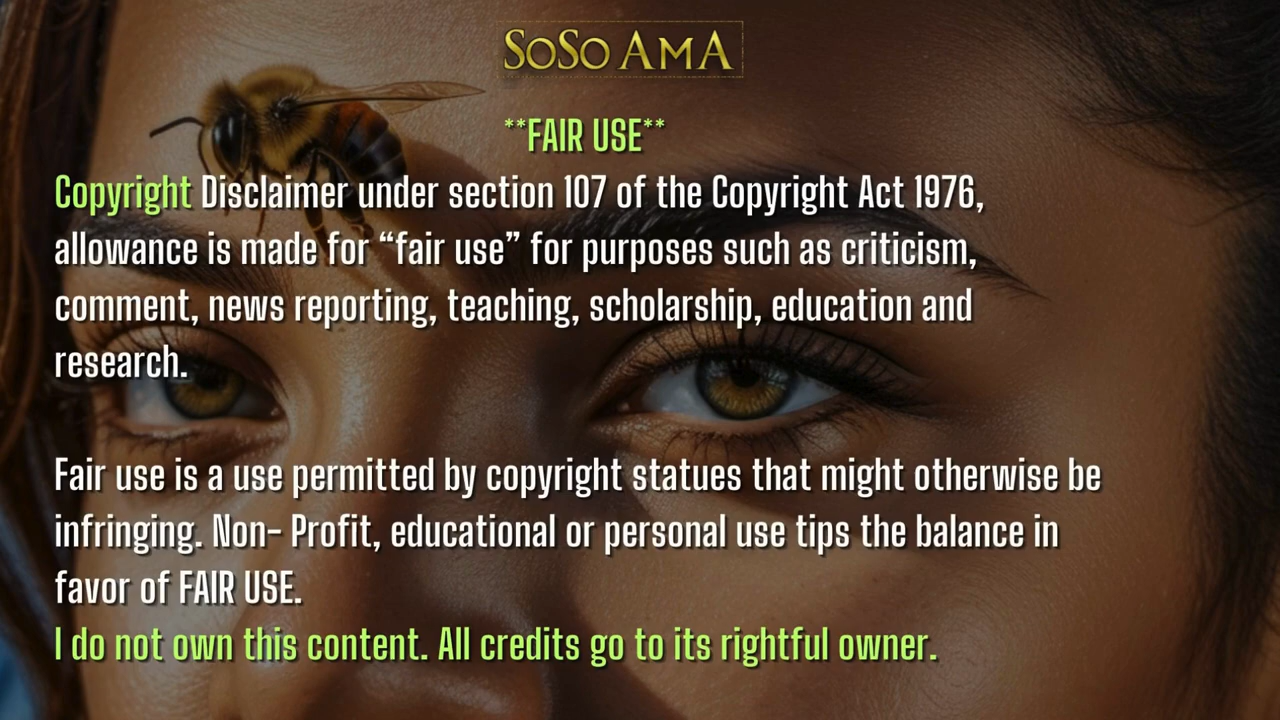 SoSo AmA
**FAIR USE**
Copyright Disclaimer under section 107 of the Copyright Act 1976,
allowance is made for “fair use” for purposes such as criticism,
comment, news reporting, teaching, scholarship, education and
research.
Fair use is a use permitted by copyright statues that might otherwise be
infringing. Non- Profit, educational or personal use tips the balance in
favor of FAIR USE.
I do not own this content. All credits go to its rightful owner.